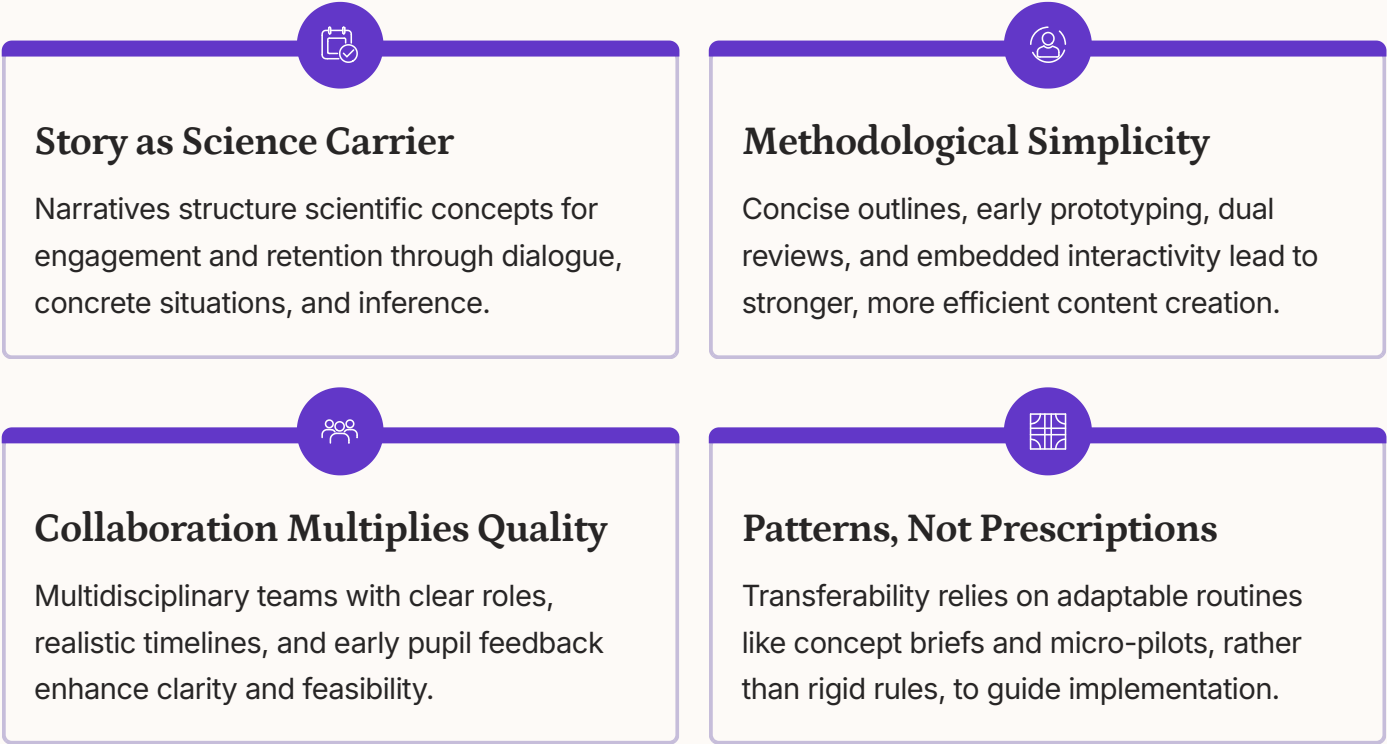 Story as Science Carrier
Narratives structure scientific concepts for
engagement and retention through dialogue,
concrete situations, and inference.
Methodological Simplicity
Concise outlines, early prototyping, dual
reviews, and embedded interactivity lead to
stronger, more efficient content creation.
Collaboration Multiplies Quality
Multidisciplinary teams with clear roles,
realistic timelines, and early pupil feedback
enhance clarity and feasibility.
Patterns, Not Prescriptions
Transferability relies on adaptable routines
like concept briefs and micro-pilots, rather
than rigid rules, to guide implementation.